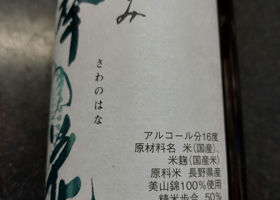 み
さわのはな
アルコール分16度
原材料名 米(国産)、
米麹(国産米)
原料米 長野県産
美山錦100%使用
精米歩合 50%